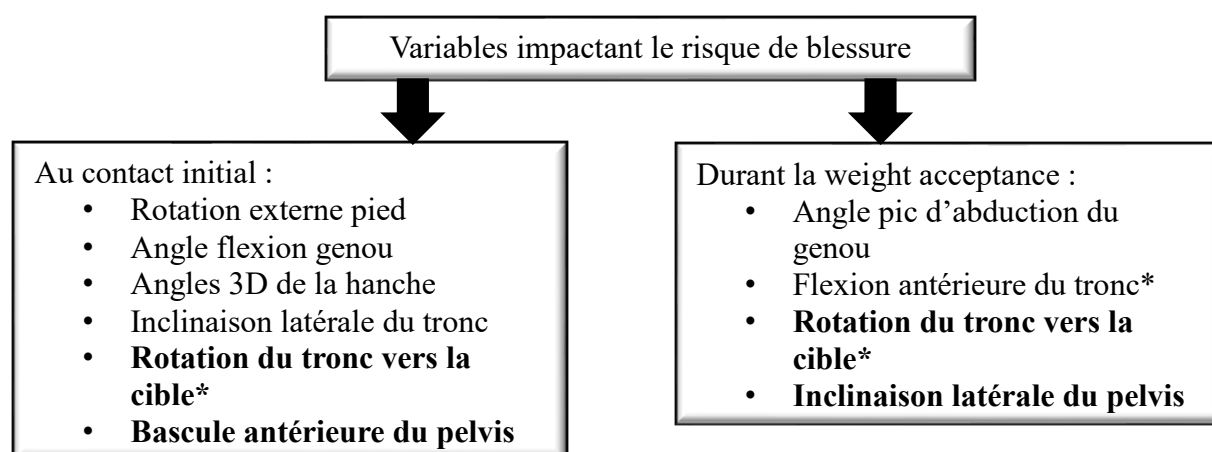 Variables impactant le risque de blessure
Au contact initial :
• Rotation externe pied
• Angle flexion genou
• Angles 3D de la hanche
• Inclinaison latérale du tronc
• Rotation du tronc vers la
cible*
• Bascule antérieure du pelvis
Durant la weight acceptance :
• Angle pic d’abduction du
genou
• Flexion antérieure du tronc*
• Rotation du tronc vers la
cible*
• Inclinaison latérale du pelvis